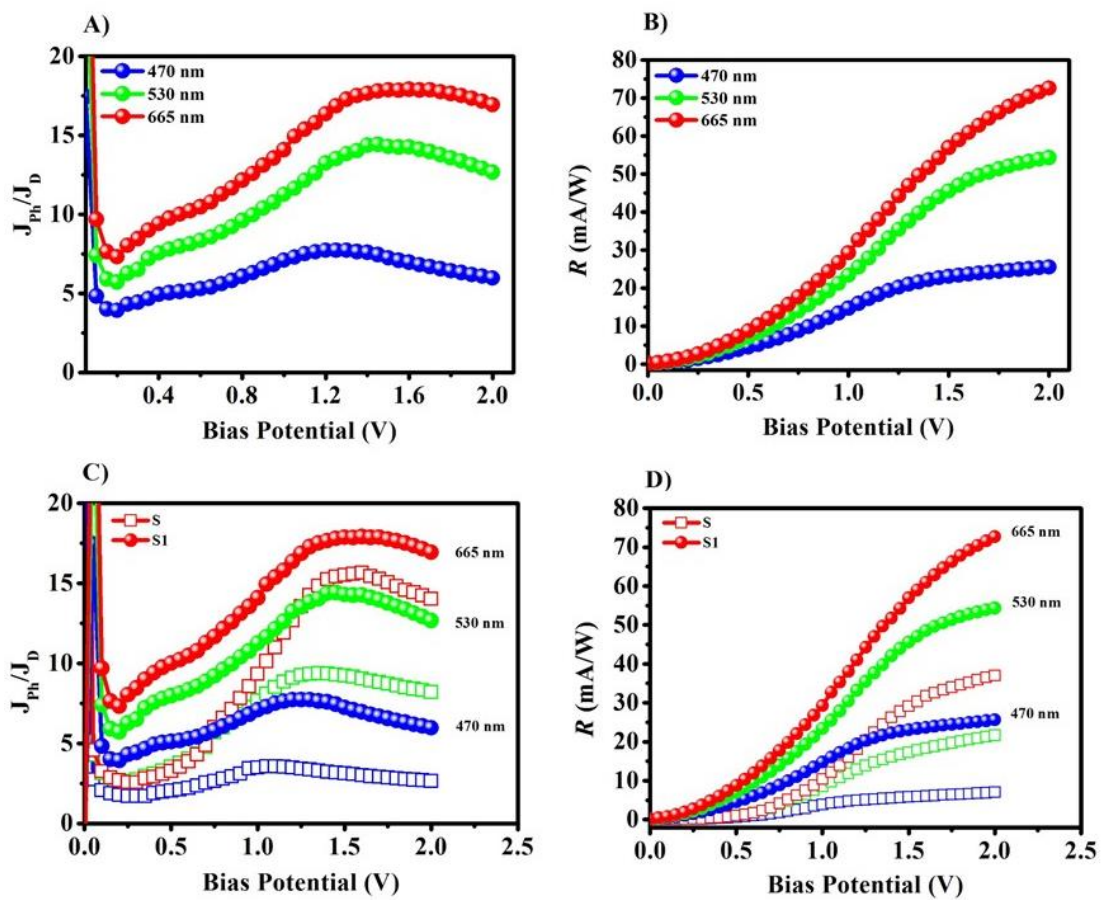 A)
20
15
10
5
0
J_Ph/J_D
470 nm
530 nm
665 nm
0.4 0.8 1.2 1.6 2.0
Bias Potential (V)
B)
80
70
60
50
40
30
20
10
0
R (mA/W)
470 nm
530 nm
665 nm
0.0 0.5 1.0 1.5 2.0
Bias Potential (V)
C)
20
15
10
5
0
J_Ph/J_D
S
S1
665 nm
530 nm
470 nm
0.0 0.5 1.0 1.5 2.0 2.5
Bias Potential (V)
D)
80
70
60
50
40
30
20
10
0
R (mA/W)
S
S1
665 nm
530 nm
470 nm
0.0 0.5 1.0 1.5 2.0 2.5
Bias Potential (V)